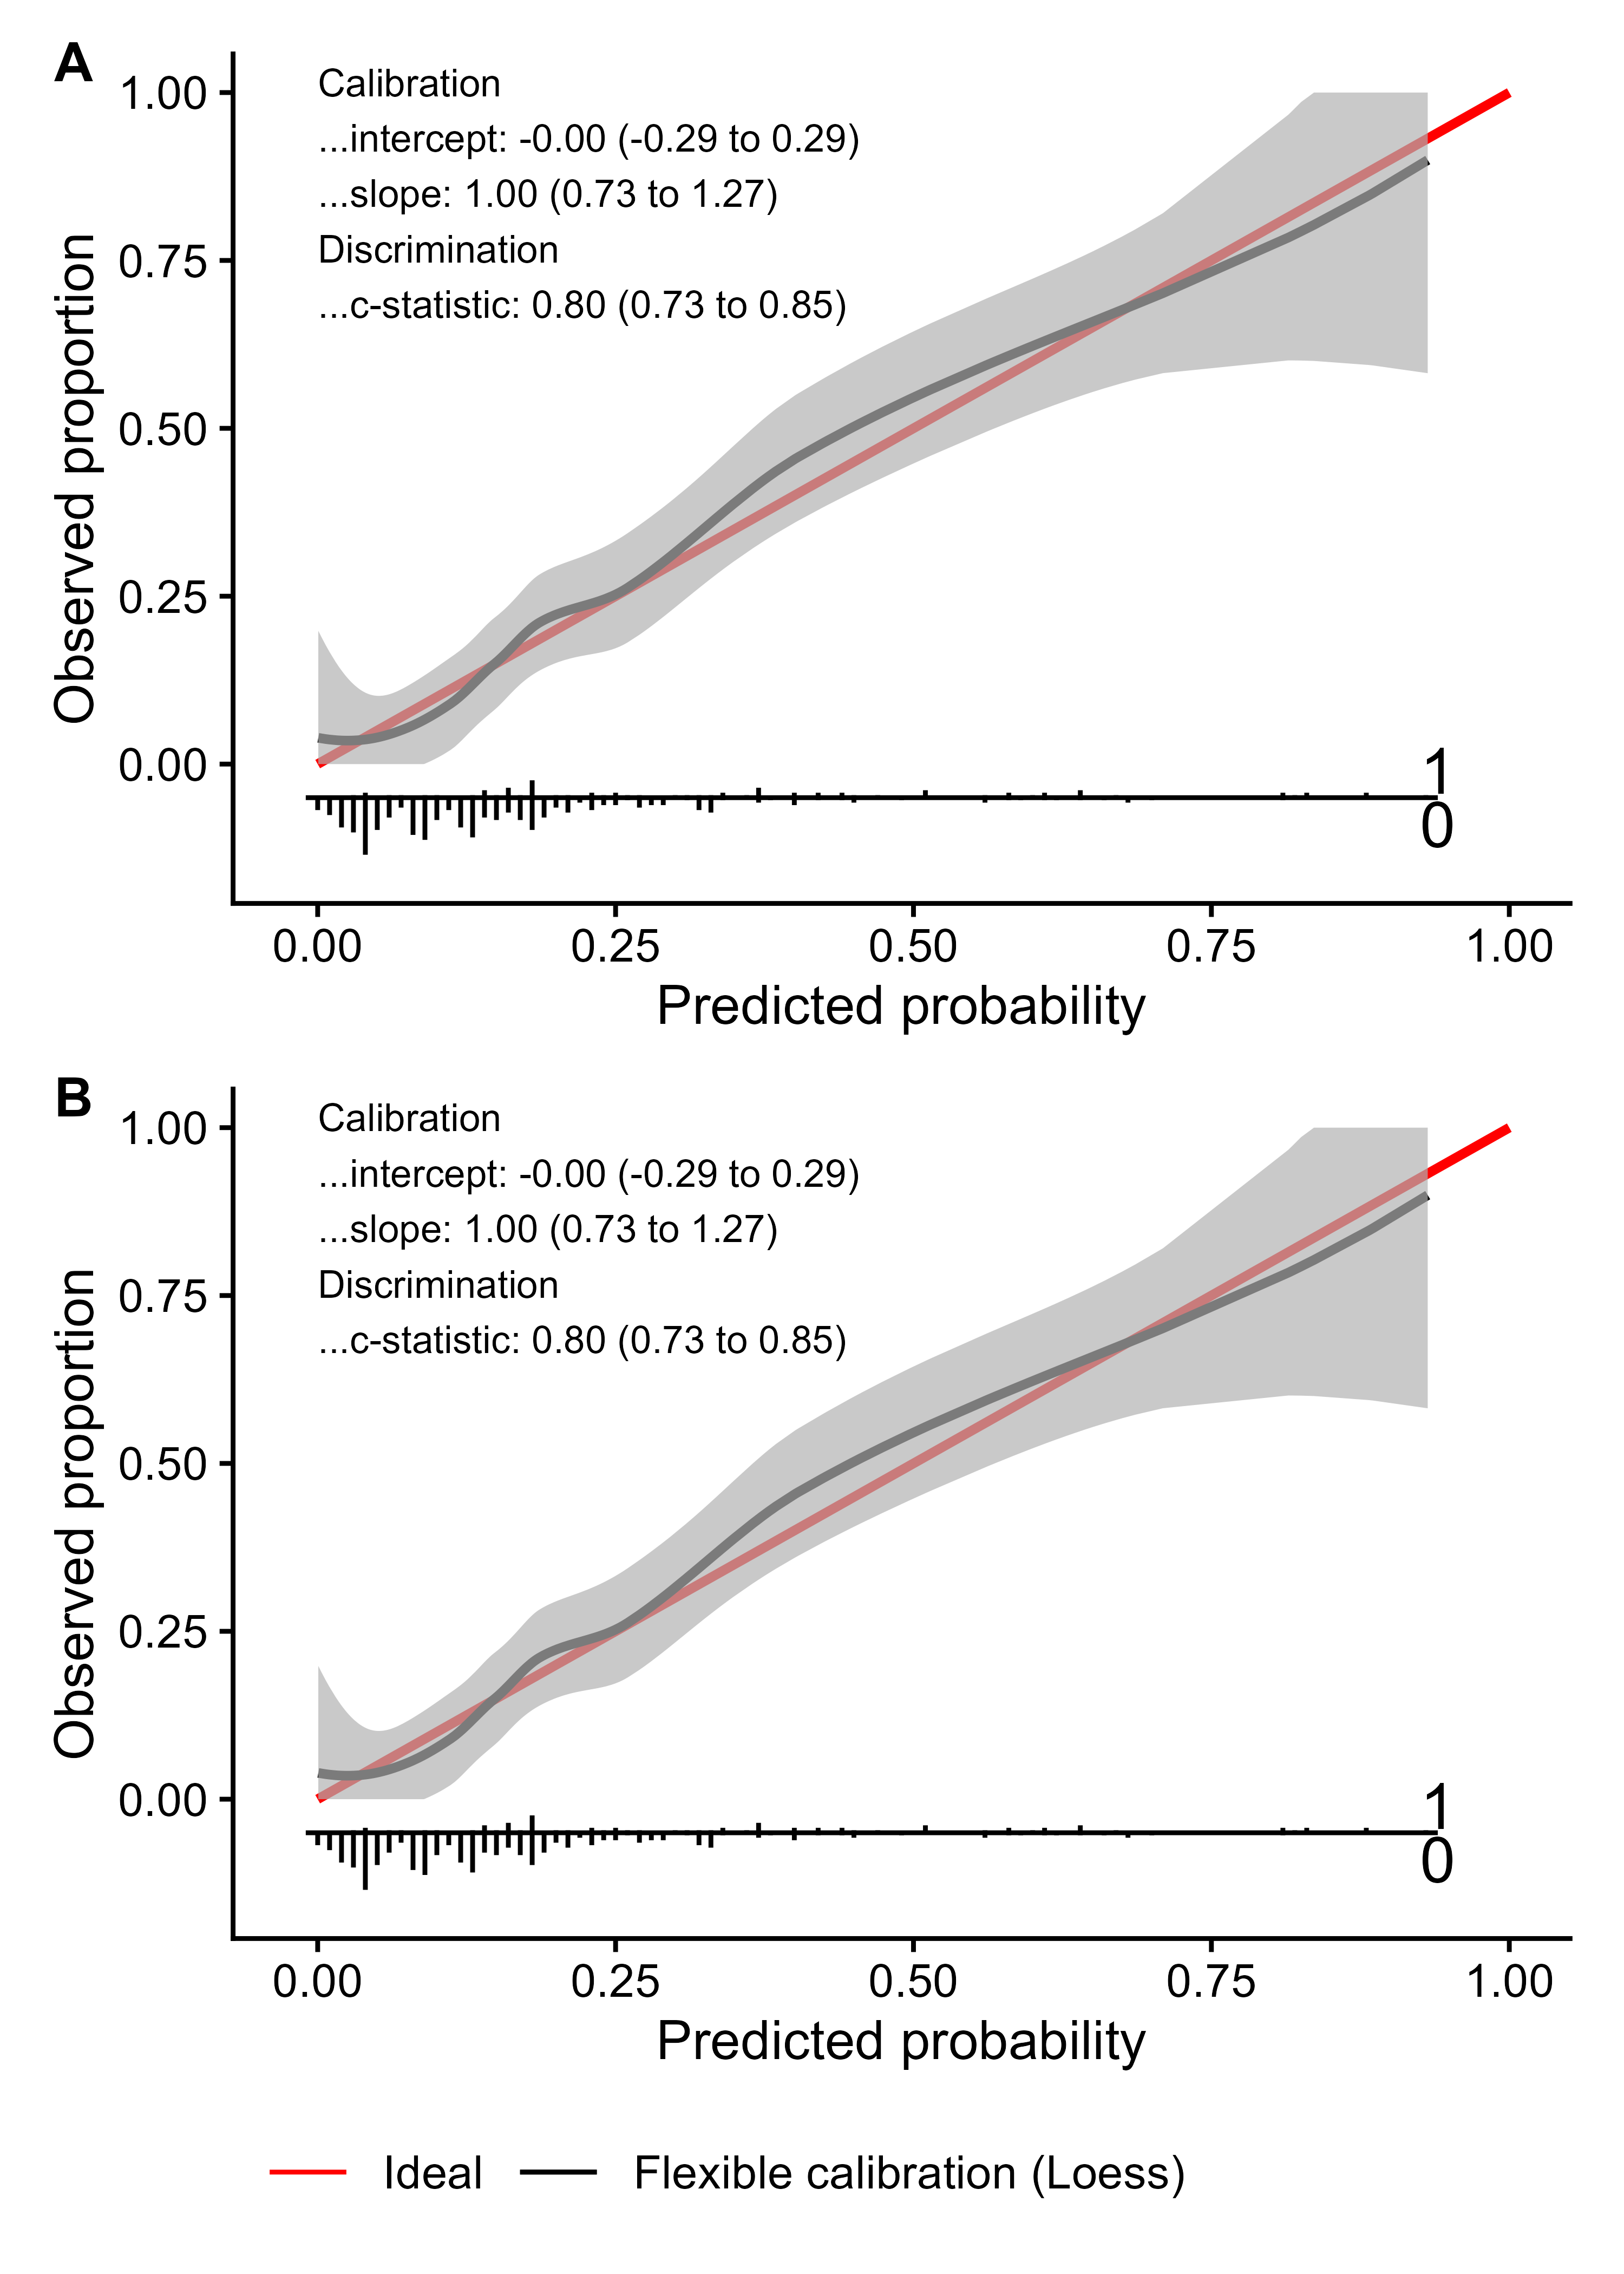 A
Calibration
...intercept: -0.00 (-0.29 to 0.29)
...slope: 1.00 (0.73 to 1.27)
Discrimination
...c-statistic: 0.80 (0.73 to 0.85)
Observed proportion
1.00
0.75
0.50
0.25
0.00
1
0
0.00 0.25 0.50 0.75 1.00
Predicted probability
B
Calibration
...intercept: -0.00 (-0.29 to 0.29)
...slope: 1.00 (0.73 to 1.27)
Discrimination
...c-statistic: 0.80 (0.73 to 0.85)
Observed proportion
1.00
0.75
0.50
0.25
0.00
1
0
0.00 0.25 0.50 0.75 1.00
Predicted probability
Ideal Flexible calibration (Loess)